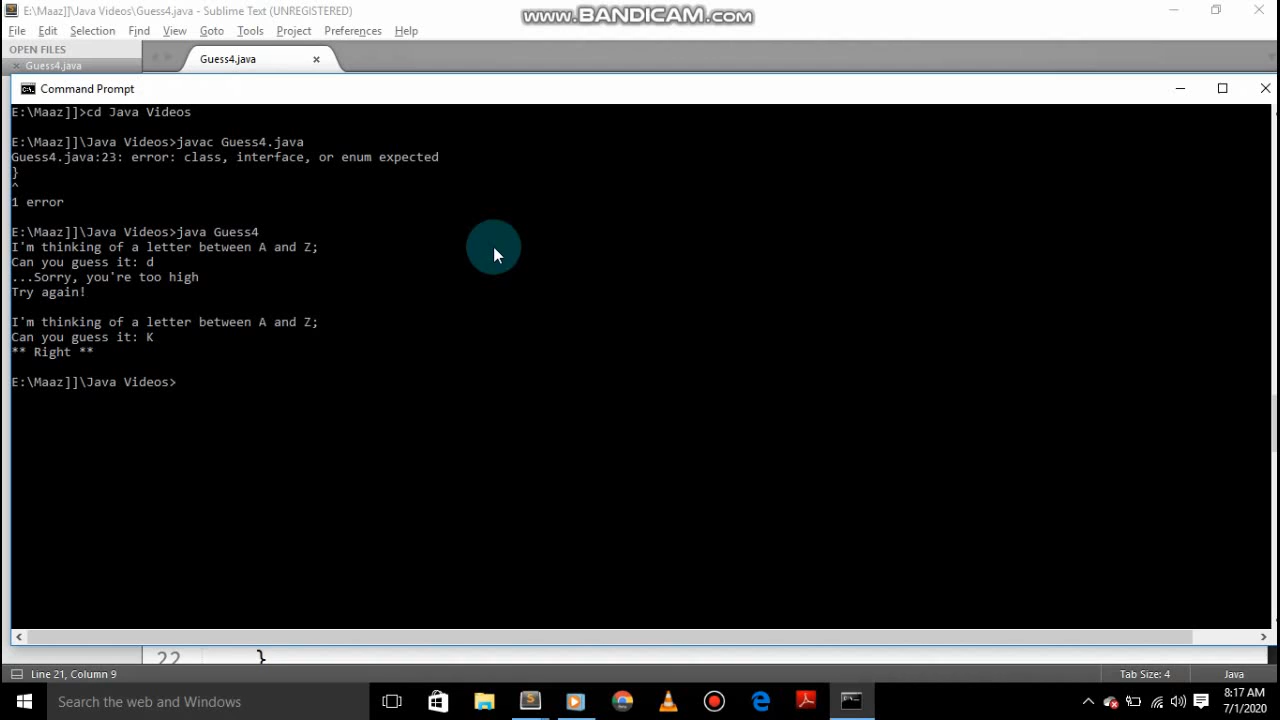 E:\Maaz]]\Java Videos\Guess4.java - Sublime Text (UNREGISTERED)
www.BANDICAM.com
File Edit Selection Find View Goto Tools Project Preferences Help
OPEN FILES
Guess4.java
Guess4.java
Command Prompt
E:\Maaz]]>cd Java Videos
E:\Maaz]]\Java Videos>javac Guess4.java
Guess4.java:23: error: class, interface, or enum expected
}
^
1 error
E:\Maaz]]\Java Videos>java Guess4
I'm thinking of a letter between A and Z;
Can you guess it: d
...Sorry, you're too high
Try again!
I'm thinking of a letter between A and Z;
Can you guess it: K
** Right **
E:\Maaz]]\Java Videos>
22 }
Line 21, Column 9
Tab Size: 4
Java
Search the web and Windows
8:17 AM
7/1/2020